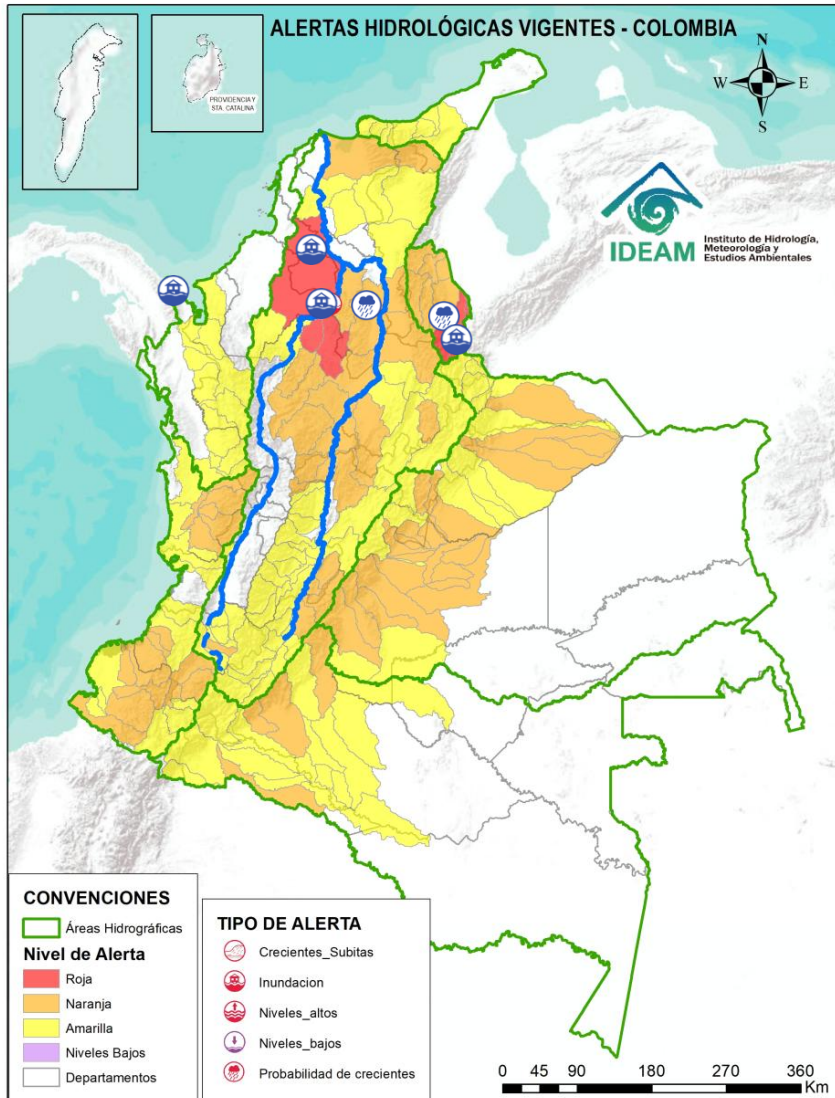 ALERTAS HIDROLÓGICAS VIGENTES - COLOMBIA
PROVIDENCIA Y
STA. CATALINA
N
W
E
S
IDEAM
Instituto de Hidrología,
Meteorología y
Estudios Ambientales
CONVENCIONES
Áreas Hidrográficas
Nivel de Alerta
Roja
Naranja
Amarilla
Niveles Bajos
Departamentos
TIPO DE ALERTA
Crecientes_Subitas
Inundacion
Niveles_altos
Niveles_bajos
Probabilidad de crecientes
0 45 90 180 270 360
Km